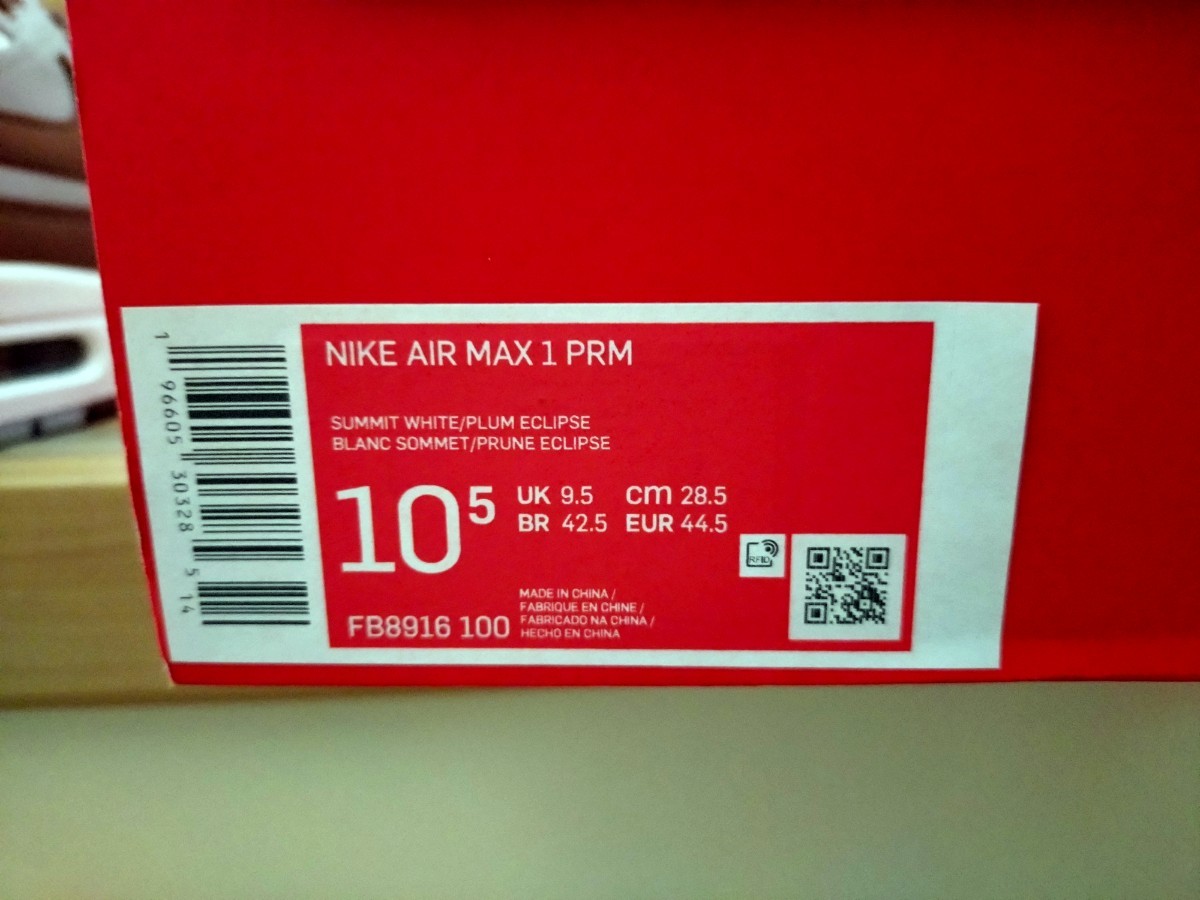 NIKE AIR MAX 1 PRM
SUMMIT WHITE/PLUM ECLIPSE
BLANC SOMMET/PRUNE ECLIPSE
10⁵
UK 9.5 cm 28.5
BR 42.5 EUR 44.5
RFID
FB8916 100
MADE IN CHINA /
FABRIQUE EN CHINE /
FABRICADO NA CHINA /
HECHO EN CHINA
1 96605 30328 5 14